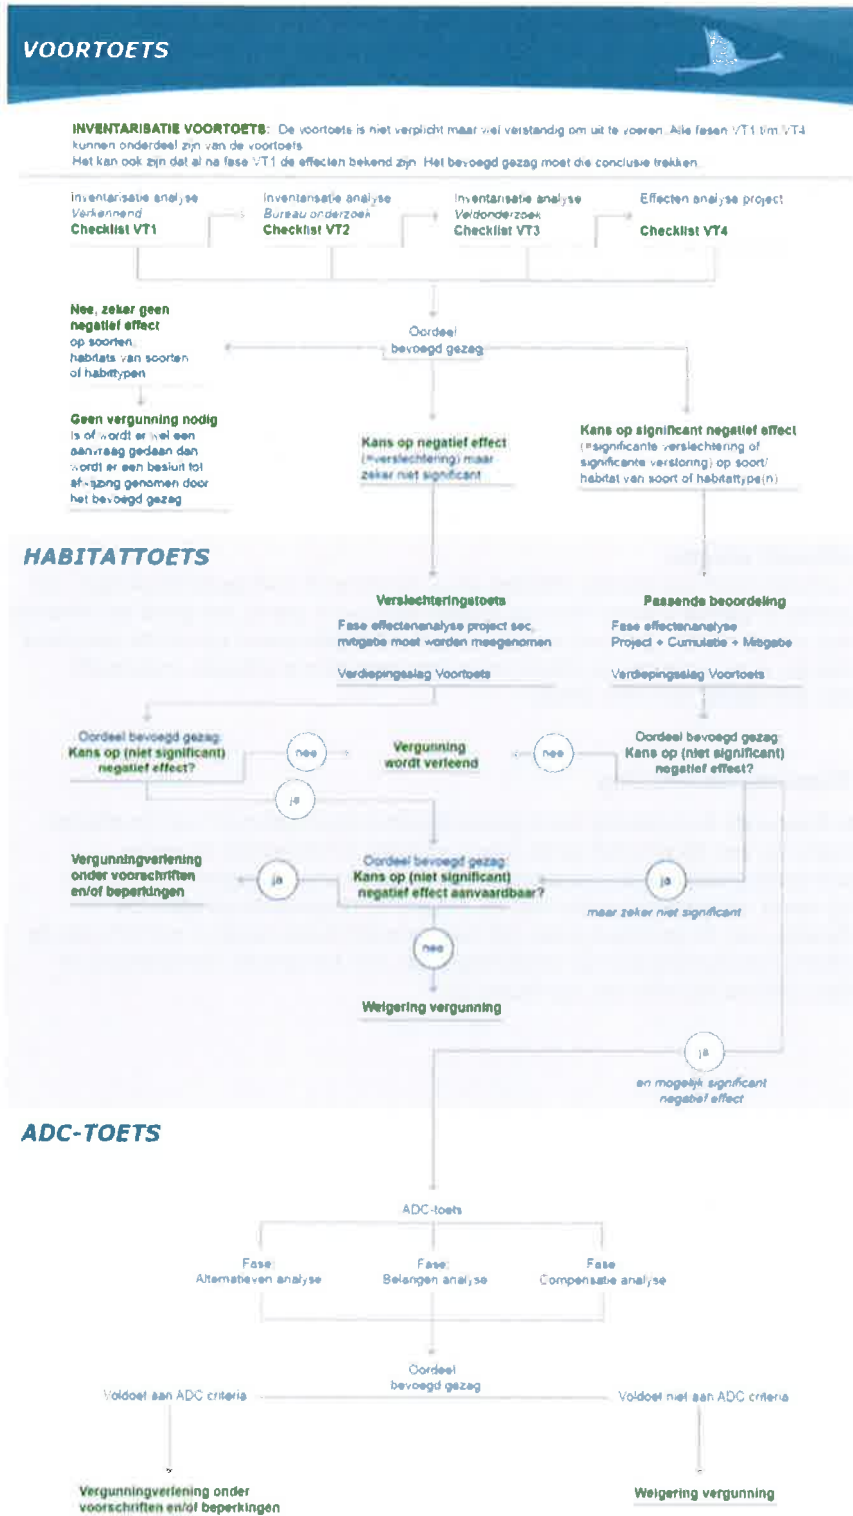 VOORTOETS
INVENTARISATIE VOORTOETS: De voortoets is niet verplicht maar wel verstandig om uit te voeren. Alle fasen VT1 t/m VT4
kunnen onderdeel zijn van de voortoets
Het kan ook zijn dat al na fase VT1 de effecten bekend zijn. Het bevoegd gezag moet die conclusie trekken.
Inventarisatie analyse
Verkennend
Checklist VT1
Inventarisatie analyse
Bureau onderzoek
Checklist VT2
Inventarisatie analyse
Veldonderzoek
Checklist VT3
Effecten analyse project
Checklist VT4
Oordeel
bevoegd gezag
Nee, zeker geen
negatief effect
op soorten,
habitats van soorten
of habittypen
Geen vergunning nodig
Is of wordt er wel een
aanvraag gedaan dan
wordt er een besluit tot
afwijzing genomen door
het bevoegd gezag
Kans op negatief effect
(=verslechtering) maar
zeker niet significant
Kans op significant negatief effect
(=significante verslechtering of
significante verstoring) op soort/
habitat van soort of habitattype(n)
HABITATTOETS
Verslechteringstoets
Fase effectenanalyse project sec,
mitigatie moet worden meegenomen
Verdiepingsslag Voortoets
Passende beoordeling
Fase effectenanalyse
Project + Cumulatie + Mitigatie
Verdiepingsslag Voortoets
Oordeel bevoegd gezag:
Kans op (niet significant)
negatief effect?
nee
Vergunning
wordt verleend
nee
Oordeel bevoegd gezag:
Kans op (niet significant)
negatief effect?
ja
Vergunningverlening
onder voorschriften
en/of beperkingen
ja
Oordeel bevoegd gezag:
Kans op (niet significant)
negatief effect aanvaardbaar?
ja
maar zeker niet significant
nee
Weigering vergunning
ja
en mogelijk significant
negatief effect
ADC-TOETS
ADC-toets
Fase:
Alternatieven analyse
Fase:
Belangen analyse
Fase
Compensatie analyse
Oordeel
bevoegd gezag
Voldoet aan ADC criteria
Voldoet niet aan ADC criteria
Vergunningverlening onder
voorschriften en/of beperkingen
Weigering vergunning